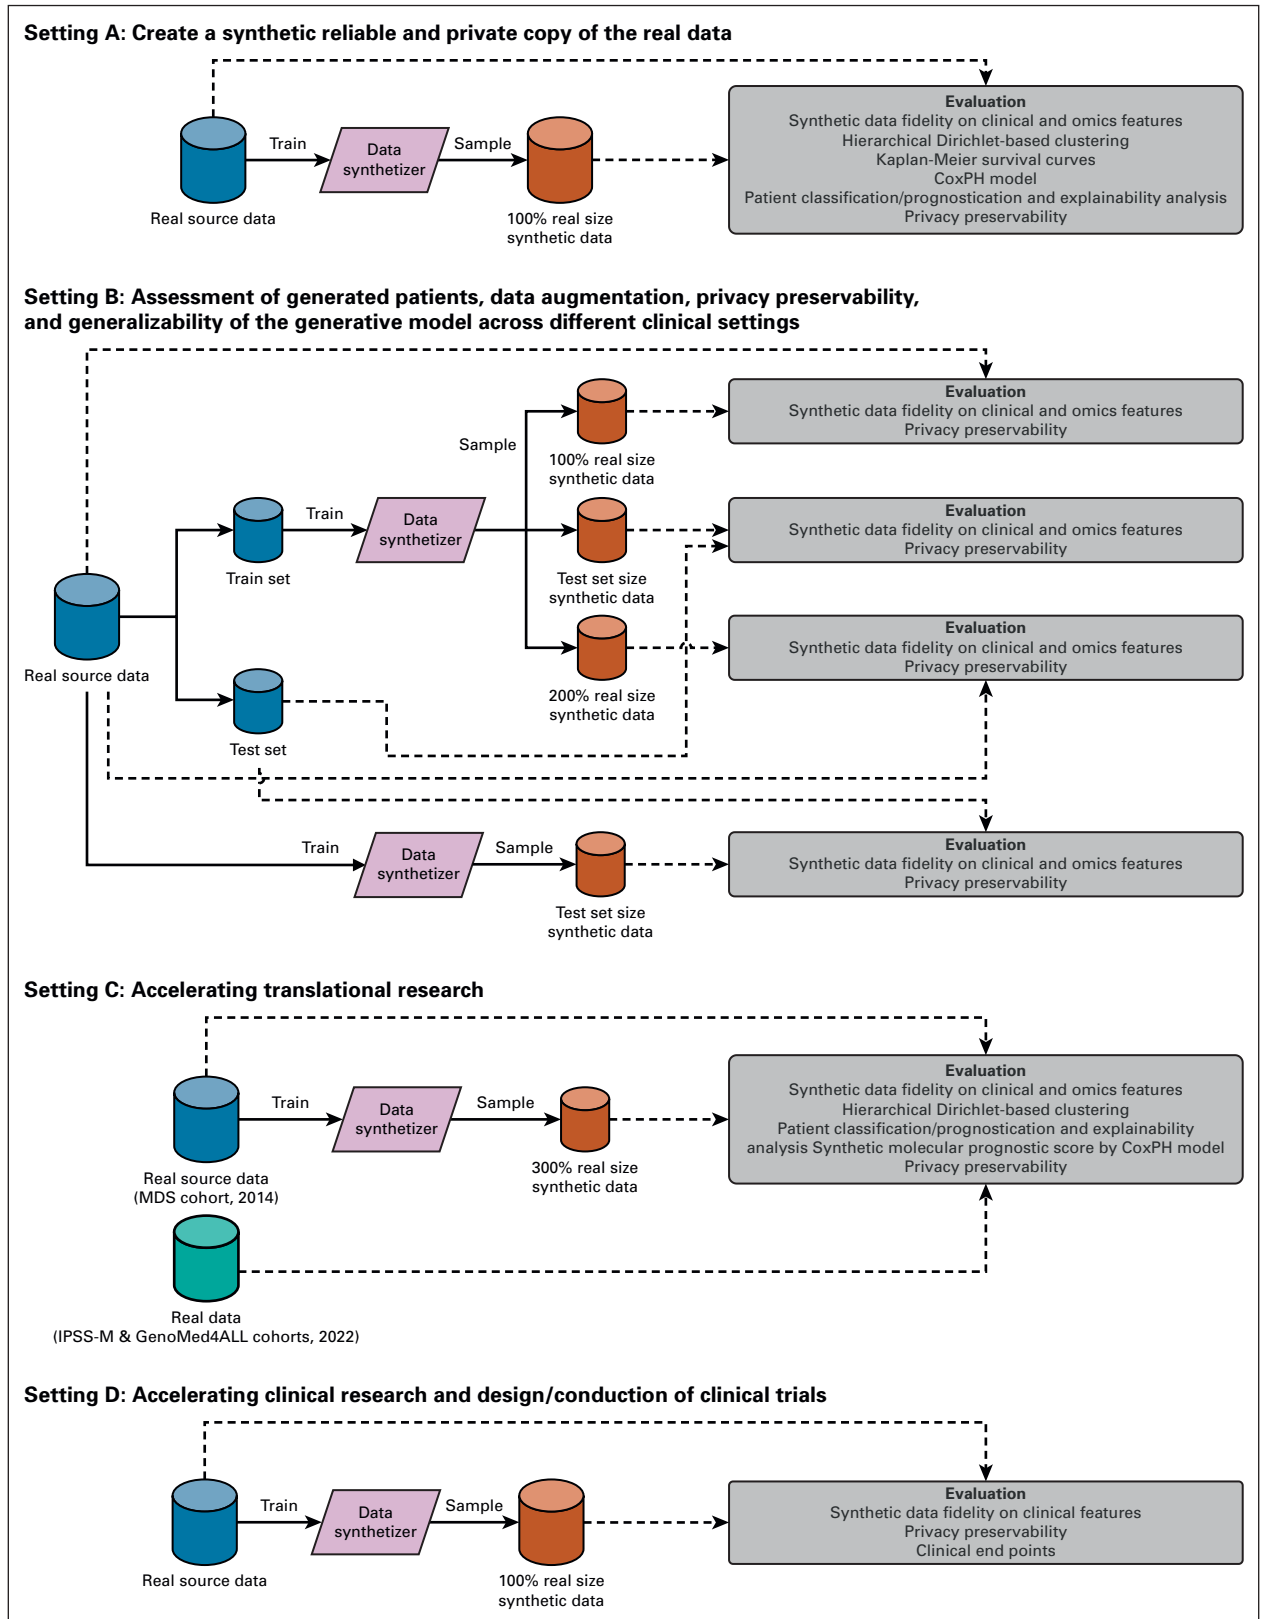 Setting A: Create a synthetic reliable and private copy of the real data
Real source data
Train
Data
synthetizer
Sample
100% real size
synthetic data
Evaluation
Synthetic data fidelity on clinical and omics features
Hierarchical Dirichlet-based clustering
Kaplan-Meier survival curves
CoxPH model
Patient classification/prognostication and explainability analysis
Privacy preservability
Setting B: Assessment of generated patients, data augmentation, privacy preservability,
and generalizability of the generative model across different clinical settings
Real source data
Train set
Train
Data
synthetizer
Sample
100% real size
synthetic data
Evaluation
Synthetic data fidelity on clinical and omics features
Privacy preservability
Test set size
synthetic data
Evaluation
Synthetic data fidelity on clinical and omics features
Privacy preservability
200% real size
synthetic data
Evaluation
Synthetic data fidelity on clinical and omics features
Privacy preservability
Test set
Train
Data
synthetizer
Sample
Test set size
synthetic data
Evaluation
Synthetic data fidelity on clinical and omics features
Privacy preservability
Setting C: Accelerating translational research
Real source data
(MDS cohort, 2014)
Train
Data
synthetizer
Sample
300% real size
synthetic data
Evaluation
Synthetic data fidelity on clinical and omics features
Hierarchical Dirichlet-based clustering
Patient classification/prognostication and explainability
analysis Synthetic molecular prognostic score by CoxPH model
Privacy preservability
Real data
(IPSS-M & GenoMed4ALL cohorts, 2022)
Setting D: Accelerating clinical research and design/conduction of clinical trials
Real source data
Train
Data
synthetizer
Sample
100% real size
synthetic data
Evaluation
Synthetic data fidelity on clinical features
Privacy preservability
Clinical end points